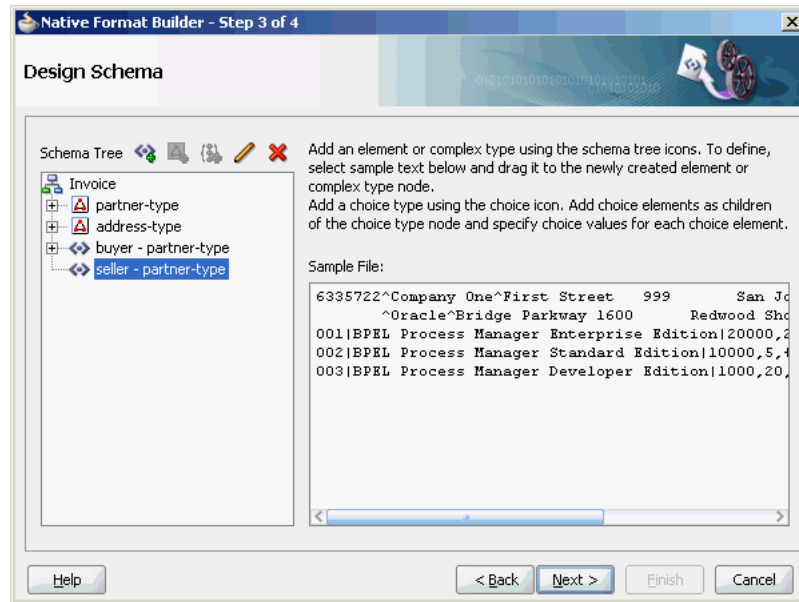 Native Format Builder - Step 3 of 4
Design Schema
Schema Tree
Invoice
partner-type
address-type
buyer - partner-type
seller - partner-type
Add an element or complex type using the schema tree icons. To define,
select sample text below and drag it to the newly created element or
complex type node.
Add a choice type using the choice icon. Add choice elements as children
of the choice type node and specify choice values for each choice element.
Sample File:
6335722^Company One^First Street 999 San Jo
^Oracle^Bridge Parkway 1600 Redwood Sho
001|BPEL Process Manager Enterprise Edition|20000,2
002|BPEL Process Manager Standard Edition|10000,5,+
003|BPEL Process Manager Developer Edition|1000,20,
Help
< Back
Next >
Finish
Cancel